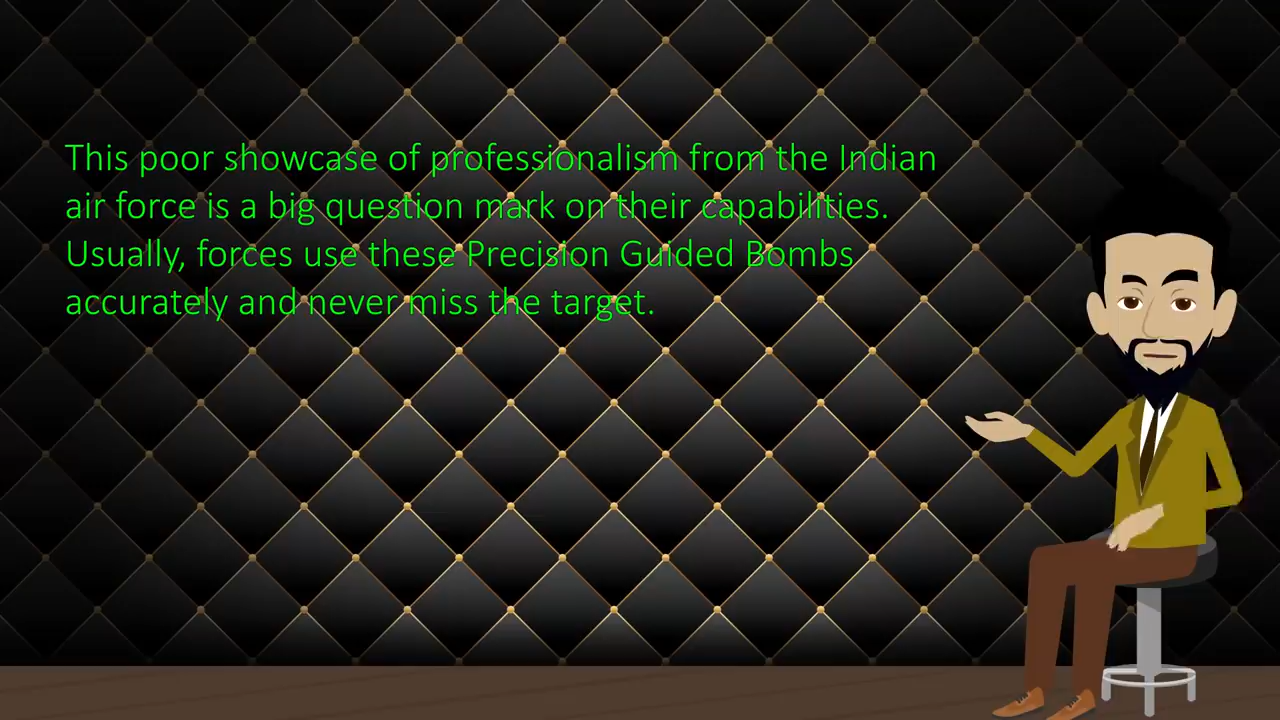 This poor showcase of professionalism from the Indian
air force is a big question mark on their capabilities.
Usually, forces use these Precision Guided Bombs
accurately and never miss the target.